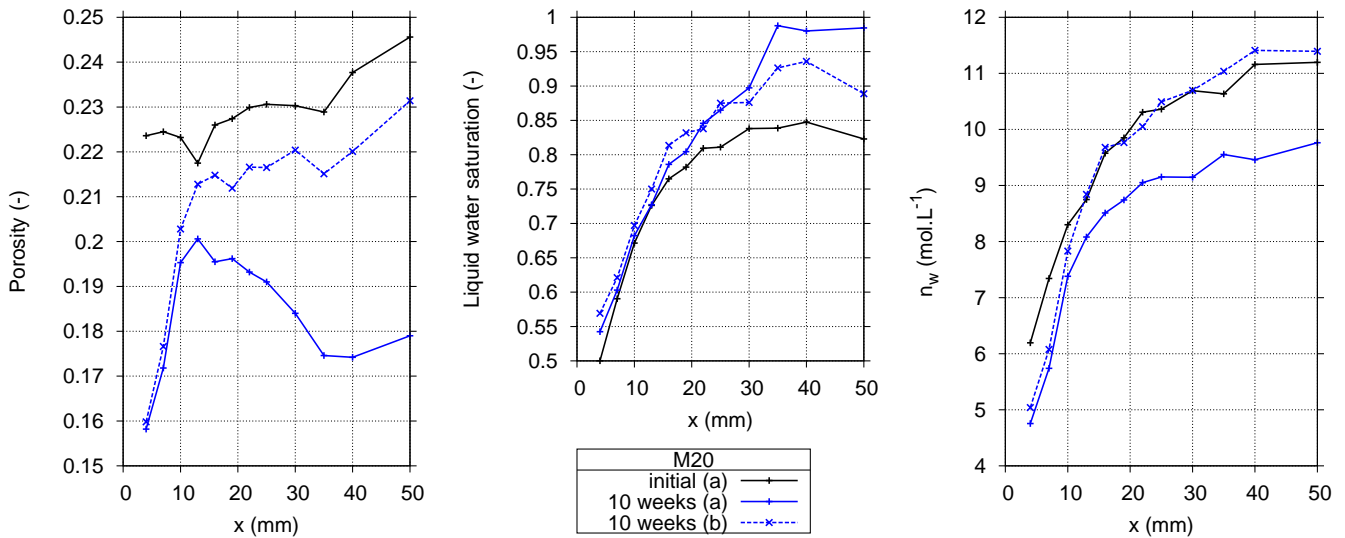 0.25
0.24
0.23
0.22
0.21
0.2
0.19
0.18
0.17
0.16
0.15
0 10 20 30 40 50
x (mm)
Porosity (-)
1
0.95
0.9
0.85
0.8
0.75
0.7
0.65
0.6
0.55
0.5
0 10 20 30 40 50
x (mm)
Liquid water saturation (-)
M20
initial (a)
10 weeks (a)
10 weeks (b)
12
11
10
9
8
7
6
5
4
0 10 20 30 40 50
x (mm)
n_w (mol.L⁻¹)